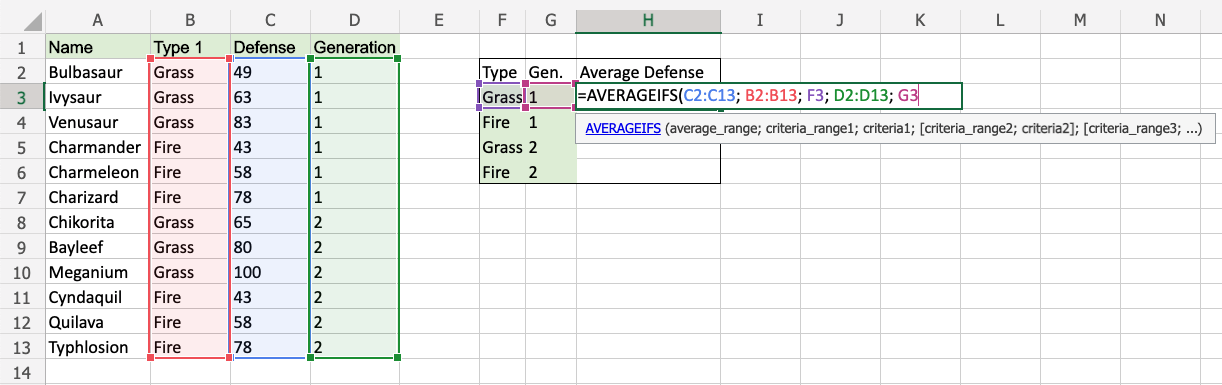 A B C D E F G H I J K L M N
1 Name Type 1 Defense Generation
2 Bulbasaur Grass 49 1 Type Gen. Average Defense
3 Ivysaur Grass 63 1 Grass 1 =AVERAGEIFS(C2:C13; B2:B13; F3; D2:D13; G3
4 Venusaur Grass 83 1 Fire 1 AVERAGEIFS (average_range; criteria_range1; criteria1; [criteria_range2; criteria2]; [criteria_range3; ...)
5 Charmander Fire 43 1 Grass 2
6 Charmeleon Fire 58 1 Fire 2
7 Charizard Fire 78 1
8 Chikorita Grass 65 2
9 Bayleef Grass 80 2
10 Meganium Grass 100 2
11 Cyndaquil Fire 43 2
12 Quilava Fire 58 2
13 Typhlosion Fire 78 2
14